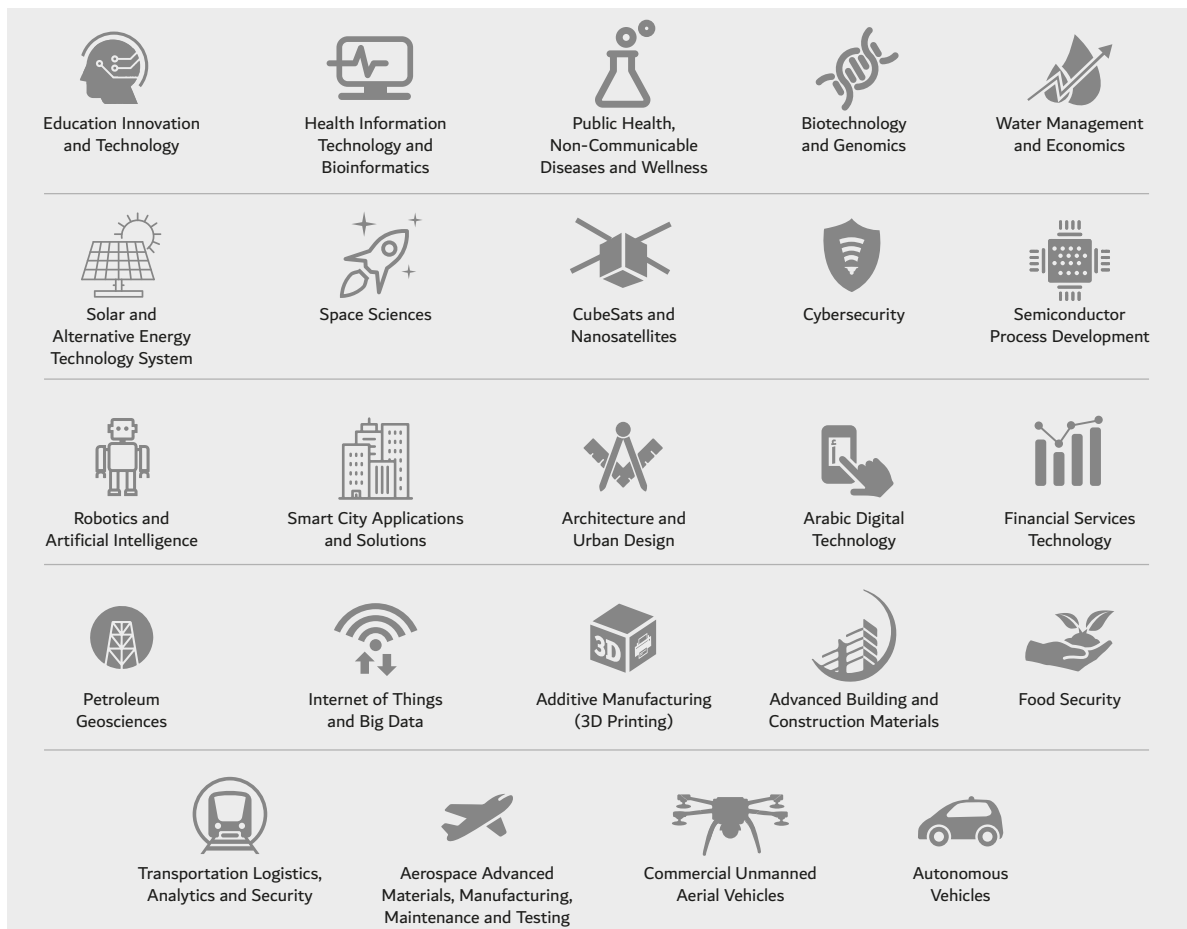 Education Innovation
and Technology
Health Information
Technology and
Bioinformatics
Public Health,
Non-Communicable
Diseases and Wellness
Biotechnology
and Genomics
Water Management
and Economics
Solar and
Alternative Energy
Technology System
Space Sciences
CubeSats and
Nanosatellites
Cybersecurity
Semiconductor
Process Development
Robotics and
Artificial Intelligence
Smart City Applications
and Solutions
Architecture and
Urban Design
Arabic Digital
Technology
Financial Services
Technology
Petroleum
Geosciences
Internet of Things
and Big Data
3D
Additive Manufacturing
(3D Printing)
Advanced Building and
Construction Materials
Food Security
Transportation Logistics,
Analytics and Security
Aerospace Advanced
Materials, Manufacturing,
Maintenance and Testing
Commercial Unmanned
Aerial Vehicles
Autonomous
Vehicles